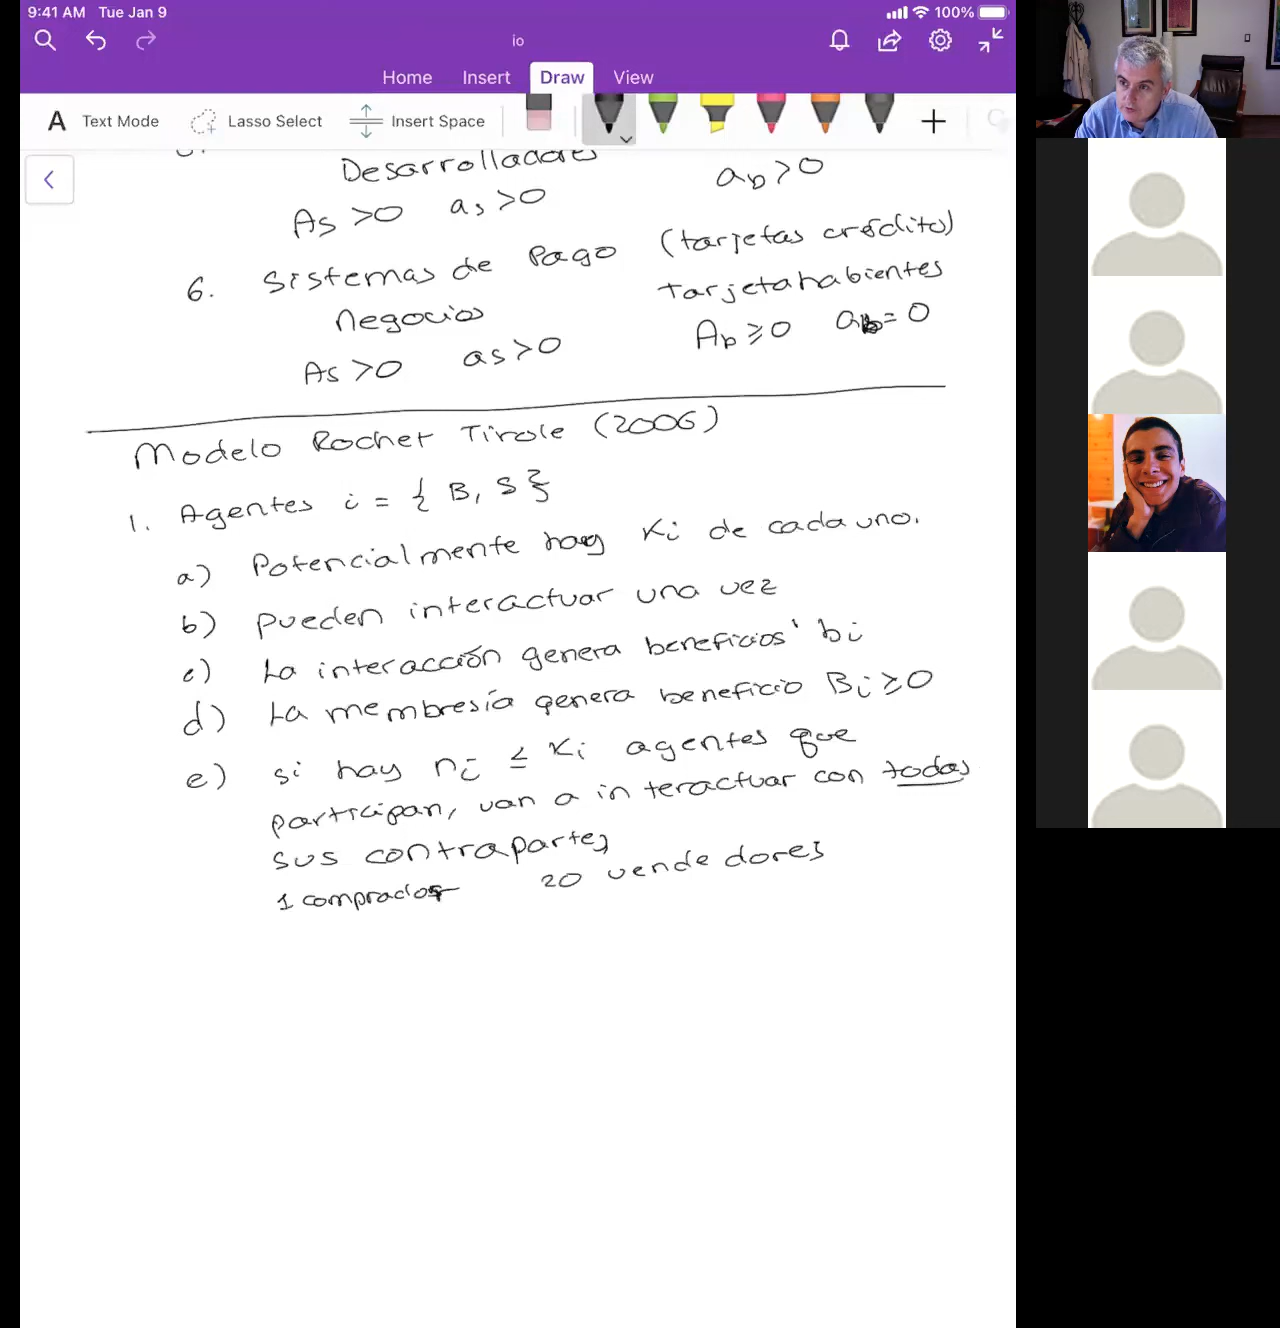 9:41 AM Tue Jan 9
100%
io
Home Insert Draw View
A Text Mode Lasso Select Insert Space
Desarrolladores
ab>0
As >0 as >0
6. Sistemas de Pago (tarjetas crédito)
negocios tarjetahabientes
As >0 as>0 Ab≥0 ab=0
Modelo Rochet Tirole (2006)
1. Agentes i = { B, S }
a) Potencialmente hay Ki de cada uno.
b) Pueden interactuar una vez
c) La interacción genera beneficios bi
d) La membresía genera beneficio Bi≥0
e) si hay ni ≤ Ki agentes que
participan, van a interactuar con todas
sus contrapartes
1 comprador 20 vendedores